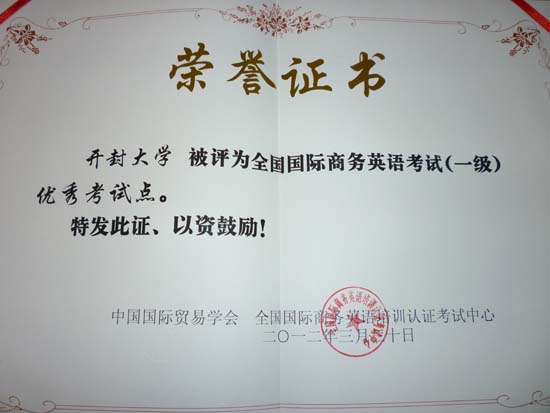 荣誉证书
开封大学 被评为全国国际商务英语考试(一级)
优秀考试点。
特发此证、以资鼓励!
中国国际贸易学会 全国国际商务英语培训认证考试中心
二〇一二年三月 十日